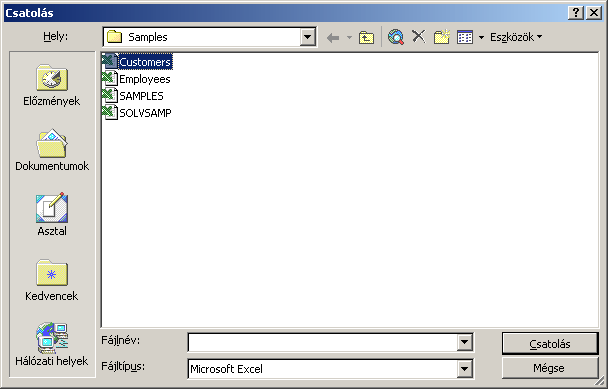 Csatolás
Hely: Samples Eszközök
Customers
Employees
SAMPLES
SOLVSAMP
Előzmények
Dokumentumok
Asztal
Kedvencek
Hálózati helyek
Fájlnév:
Csatolás
Fájltípus: Microsoft Excel
Mégse